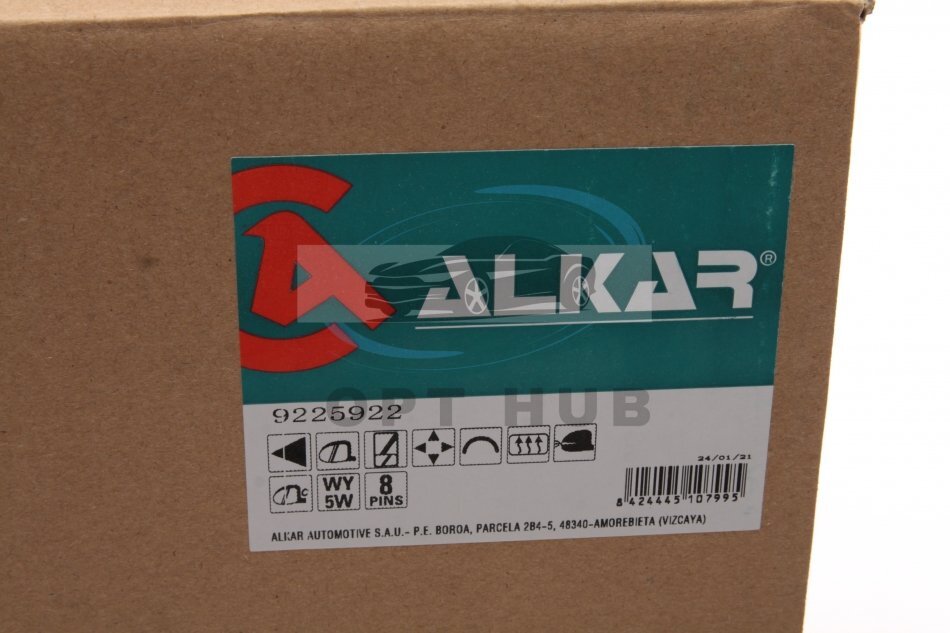 ALKAR®
OPT HUB
9225922
WY
5W
8
PINS
C
24/01/21
8 424445 107995
ALKAR AUTOMOTIVE S.A.U.- P.E. BOROA, PARCELA 2B4-5, 48340-AMOREBIETA (VIZCAYA)